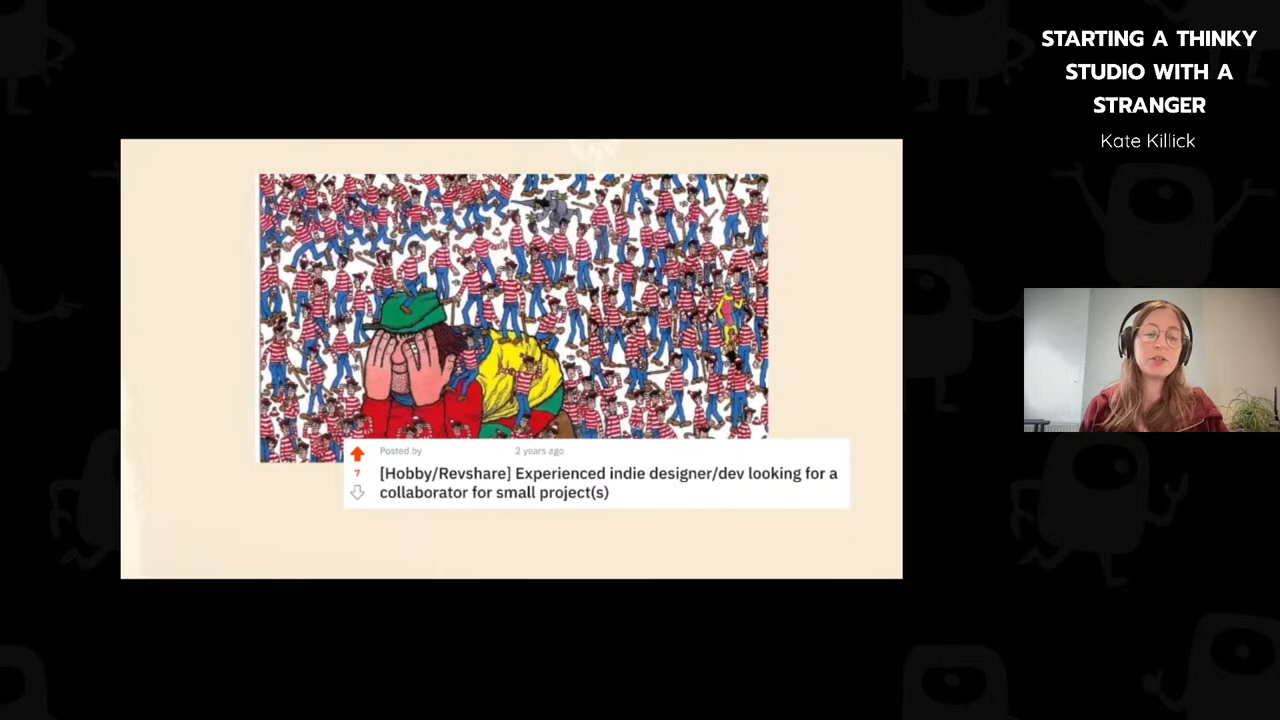 STARTING A THINKY
STUDIO WITH A
STRANGER
Kate Killick
Posted by 2 years ago
7
[Hobby/Revshare] Experienced indie designer/dev looking for a
collaborator for small project(s)